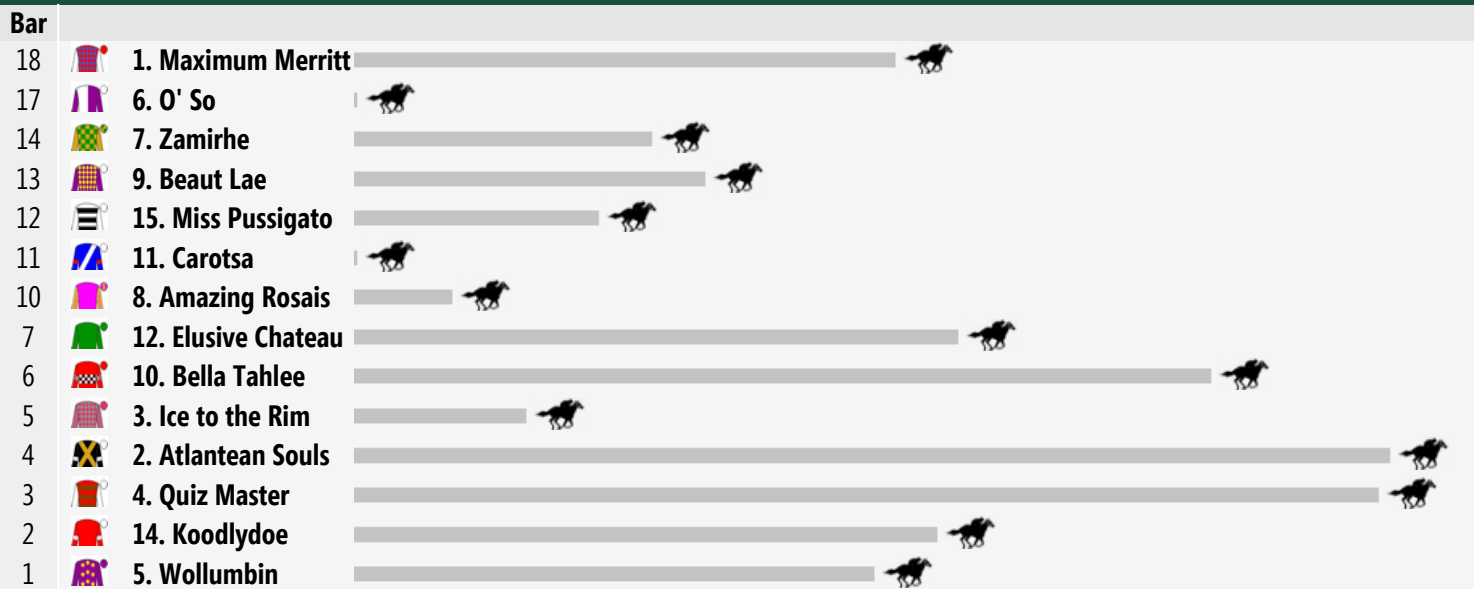 Bar
18 1. Maximum Merritt
17 6. O' So
14 7. Zamirhe
13 9. Beaut Lae
12 15. Miss Pussigato
11 11. Carotsa
10 8. Amazing Rosais
7 12. Elusive Chateau
6 10. Bella Tahlee
5 3. Ice to the Rim
4 2. Atlantean Souls
3 4. Quiz Master
2 14. Koodlydoe
1 5. Wollumbin